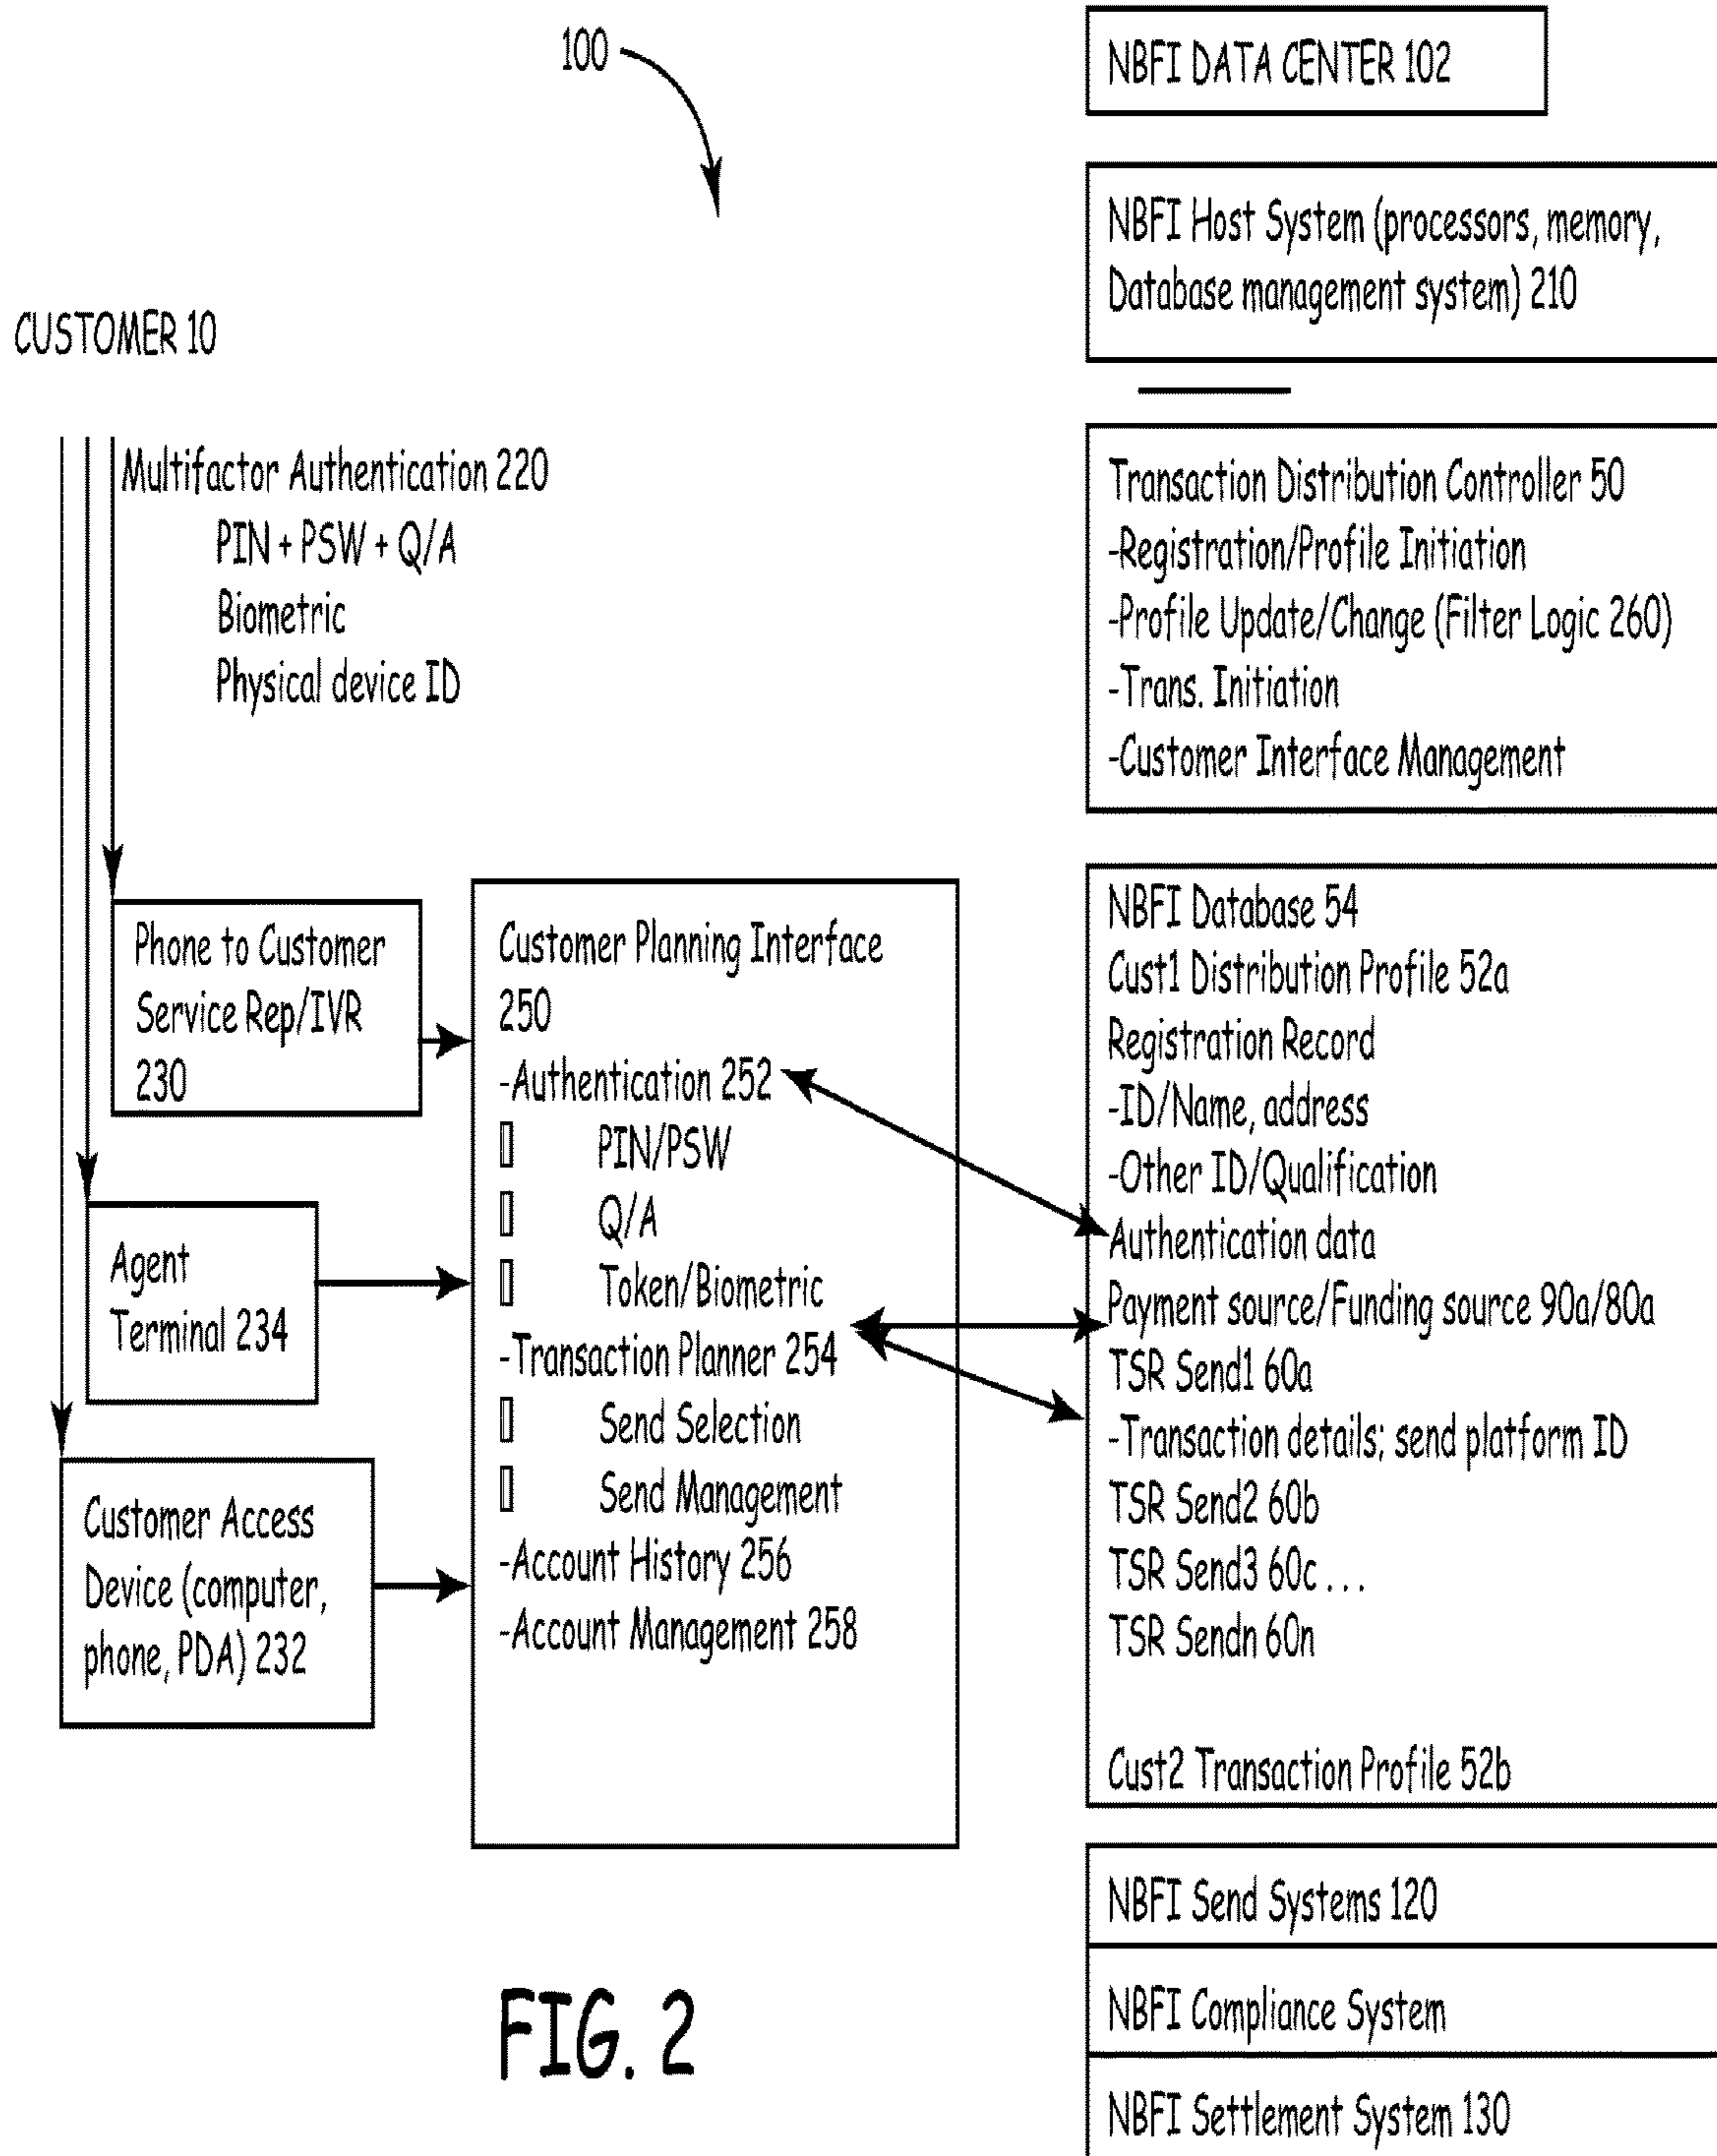 100
NBFI DATA CENTER 102
NBFI Host System (processors, memory,
Database management system) 210
CUSTOMER 10
Multifactor Authentication 220
PIN + PSW + Q/A
Biometric
Physical device ID
Transaction Distribution Controller 50
-Registration/Profile Initiation
-Profile Update/Change (Filter Logic 260)
-Trans. Initiation
-Customer Interface Management
Phone to Customer
Service Rep/IVR
230
Agent
Terminal 234
Customer Access
Device (computer,
phone, PDA) 232
Customer Planning Interface
250
-Authentication 252
PIN/PSW
Q/A
Token/Biometric
-Transaction Planner 254
Send Selection
Send Management
-Account History 256
-Account Management 258
NBFI Database 54
Cust1 Distribution Profile 52a
Registration Record
-ID/Name, address
-Other ID/Qualification
Authentication data
Payment source/Funding source 90a/80a
TSR Send1 60a
-Transaction details; send platform ID
TSR Send2 60b
TSR Send3 60c ...
TSR Sendn 60n
Cust2 Transaction Profile 52b
NBFI Send Systems 120
NBFI Compliance System
NBFI Settlement System 130
FIG. 2